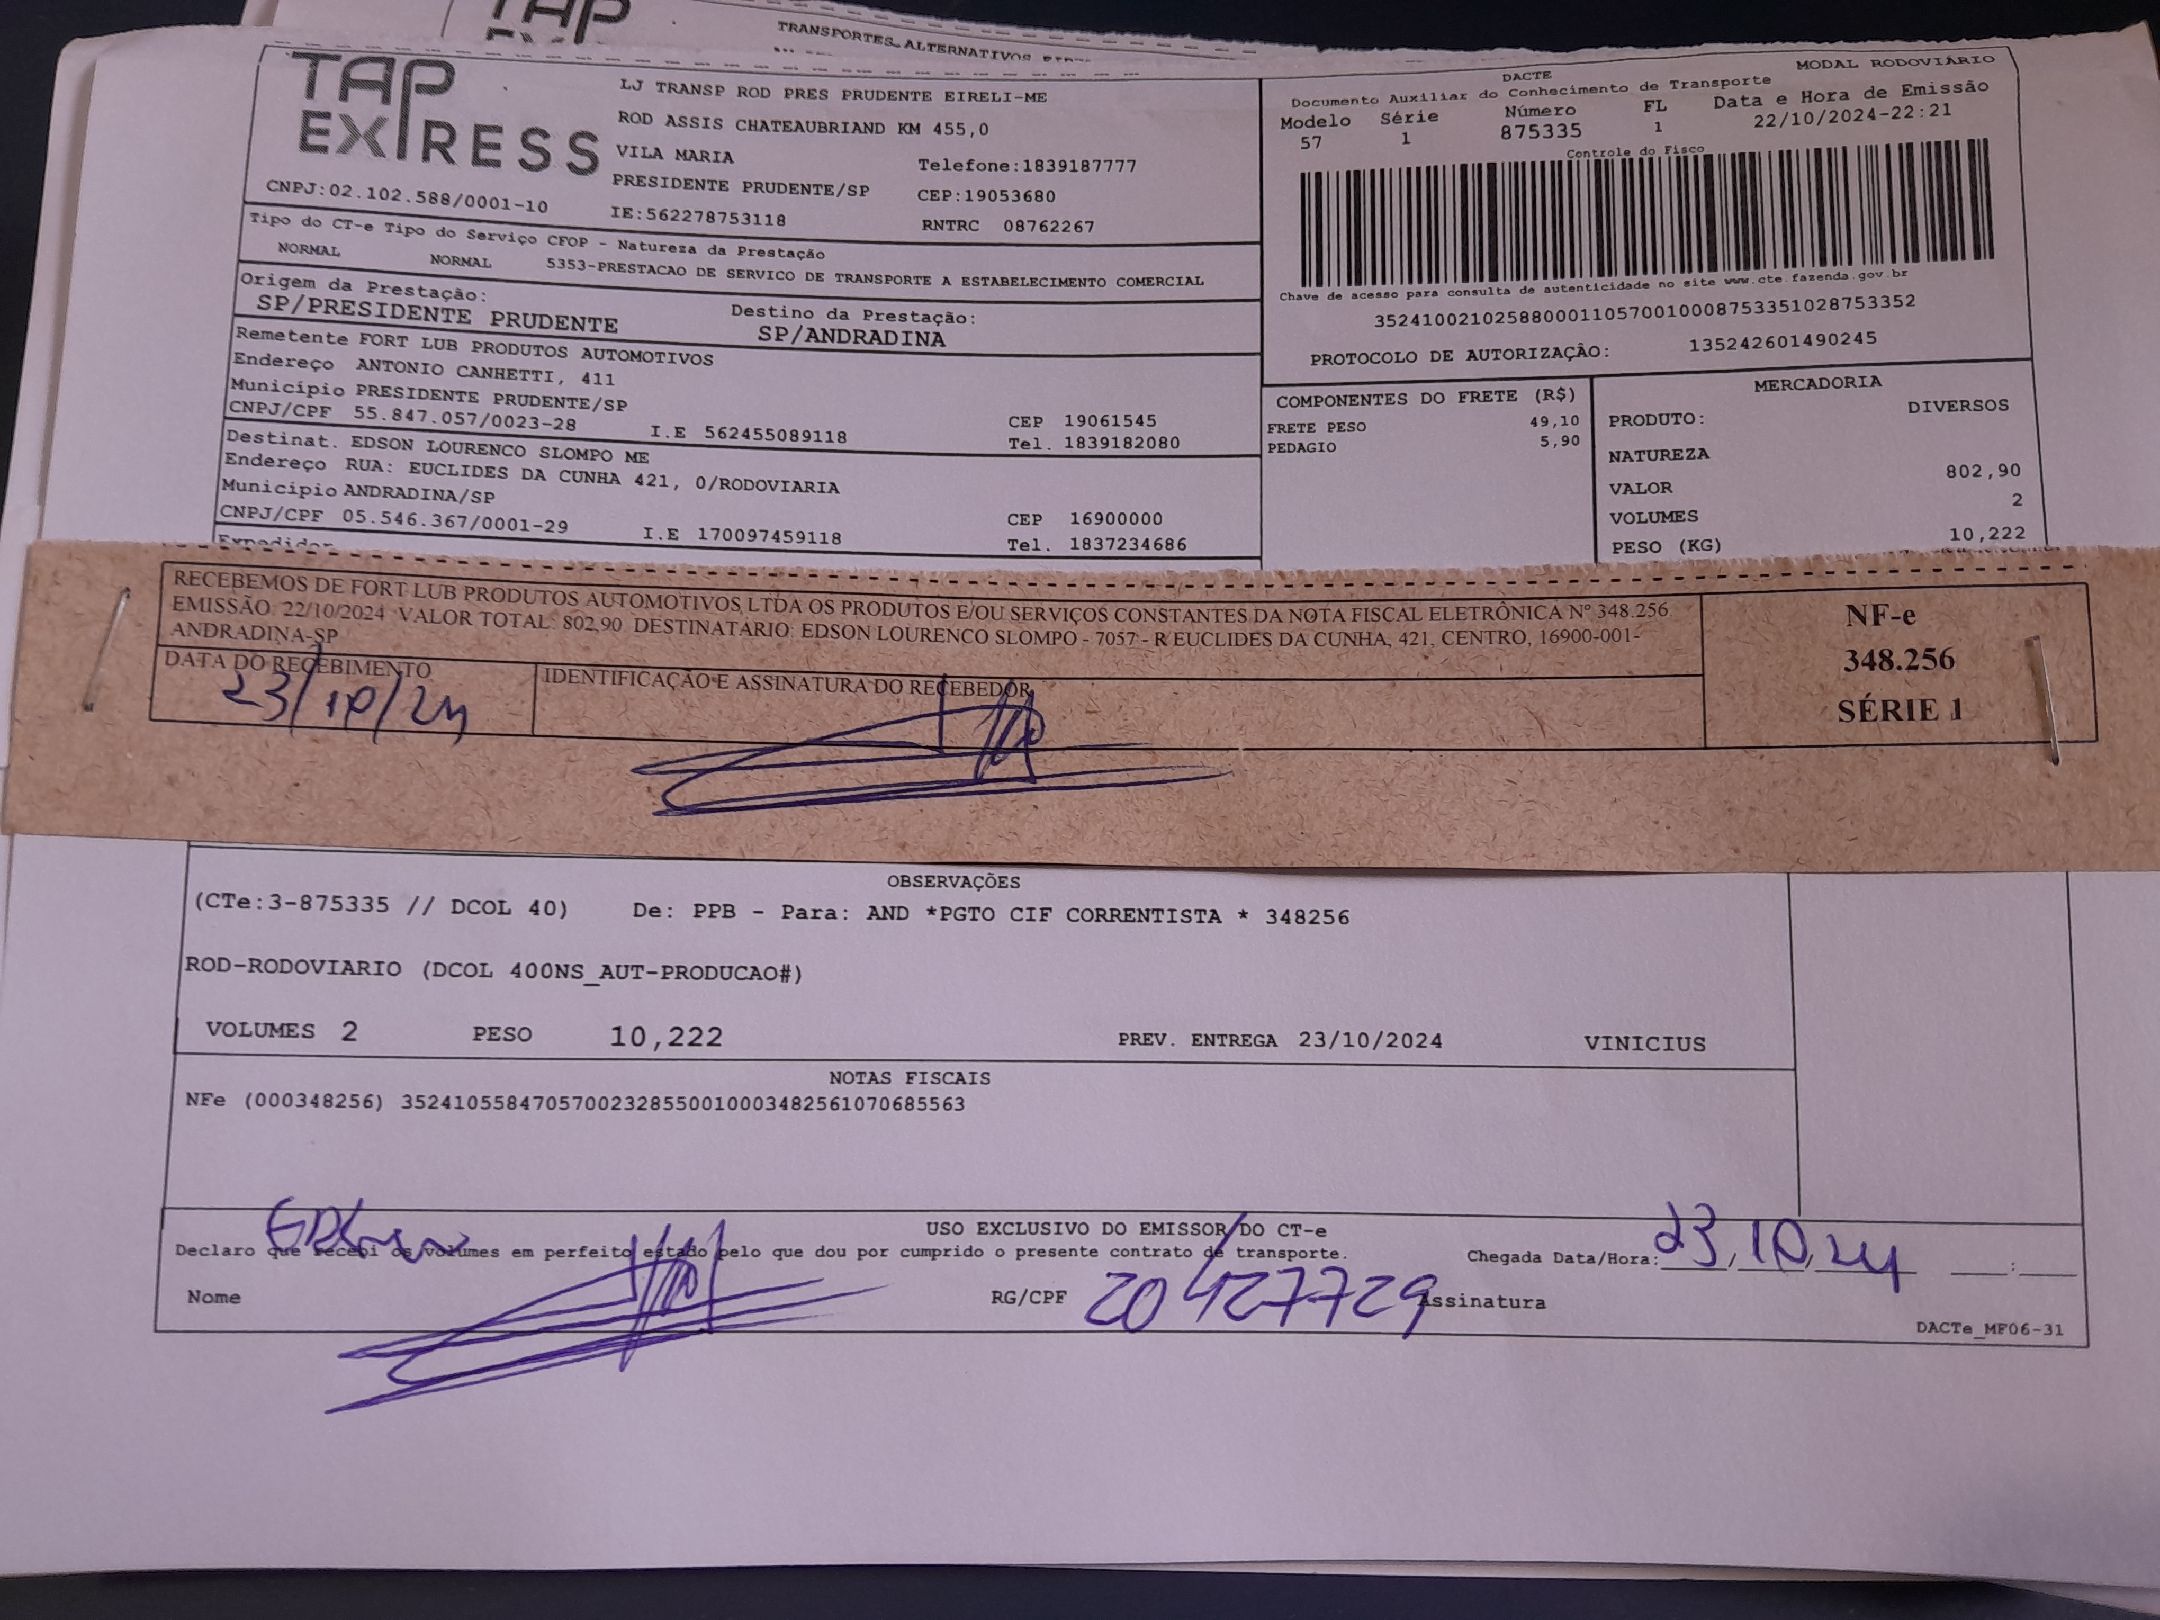 TAP
TRANSPORTES ALTERNATIVOS
TAP
EXPRESS
CNPJ:02.102.588/0001-10
LJ TRANSP ROD PRES PRUDENTE EIRELI-ME
ROD ASSIS CHATEAUBRIAND KM 455,0
VILA MARIA Telefone:1839187777
PRESIDENTE PRUDENTE/SP CEP:19053680
IE:562278753118 RNTRC 08762267
DACTE MODAL RODOVIÁRIO
Documento Auxiliar do Conhecimento de Transporte
Modelo Série Número FL Data e Hora de Emissão
57 1 875335 1 22/10/2024-22:21
Controle do Fisco
Chave de acesso para consulta de autenticidade no site www.cte.fazenda.gov.br
35241002102588000110570010008753351028753352
PROTOCOLO DE AUTORIZAÇÃO: 135242601490245
Tipo do CT-e Tipo do Serviço CFOP - Natureza da Prestação
NORMAL NORMAL 5353-PRESTACAO DE SERVICO DE TRANSPORTE A ESTABELECIMENTO COMERCIAL
Origem da Prestação: Destino da Prestação:
SP/PRESIDENTE PRUDENTE SP/ANDRADINA
Remetente FORT LUB PRODUTOS AUTOMOTIVOS
Endereço ANTONIO CANHETTI, 411
Município PRESIDENTE PRUDENTE/SP CEP 19061545
CNPJ/CPF 55.847.057/0023-28 I.E 562455089118 Tel. 1839182080
Destinat. EDSON LOURENCO SLOMPO ME
Endereço RUA: EUCLIDES DA CUNHA 421, 0/RODOVIARIA
Município ANDRADINA/SP CEP 16900000
CNPJ/CPF 05.546.367/0001-29 I.E 170097459118 Tel. 1837234686
Expedidor
COMPONENTES DO FRETE (R$)
FRETE PESO 49,10
PEDAGIO 5,90
MERCADORIA
PRODUTO: DIVERSOS
NATUREZA
VALOR 802,90
VOLUMES 2
PESO (KG) 10,222
RECEBEMOS DE FORT LUB PRODUTOS AUTOMOTIVOS LTDA OS PRODUTOS E/OU SERVIÇOS CONSTANTES DA NOTA FISCAL ELETRÔNICA Nº 348.256
EMISSÃO: 22/10/2024 VALOR TOTAL: 802,90 DESTINATÁRIO: EDSON LOURENCO SLOMPO - 7057 - R EUCLIDES DA CUNHA, 421, CENTRO, 16900-001-
ANDRADINA-SP
DATA DO RECEBIMENTO IDENTIFICAÇÃO E ASSINATURA DO RECEBEDOR
23/10/24
NF-e
348.256
SÉRIE 1
OBSERVAÇÕES
(CTe:3-875335 // DCOL 40) De: PPB - Para: AND *PGTO CIF CORRENTISTA * 348256
ROD-RODOVIARIO (DCOL 400NS_AUT-PRODUCAO#)
VOLUMES 2 PESO 10,222 PREV. ENTREGA 23/10/2024 VINICIUS
NOTAS FISCAIS
NFe (000348256) 35241055847057002328550010003482561070685563
USO EXCLUSIVO DO EMISSOR DO CT-e
Declaro que recebi os volumes em perfeito estado pelo que dou por cumprido o presente contrato de transporte. Chegada Data/Hora: 23/10/24 :
Nome RG/CPF 20427729 Assinatura
DACTe_MF06-31